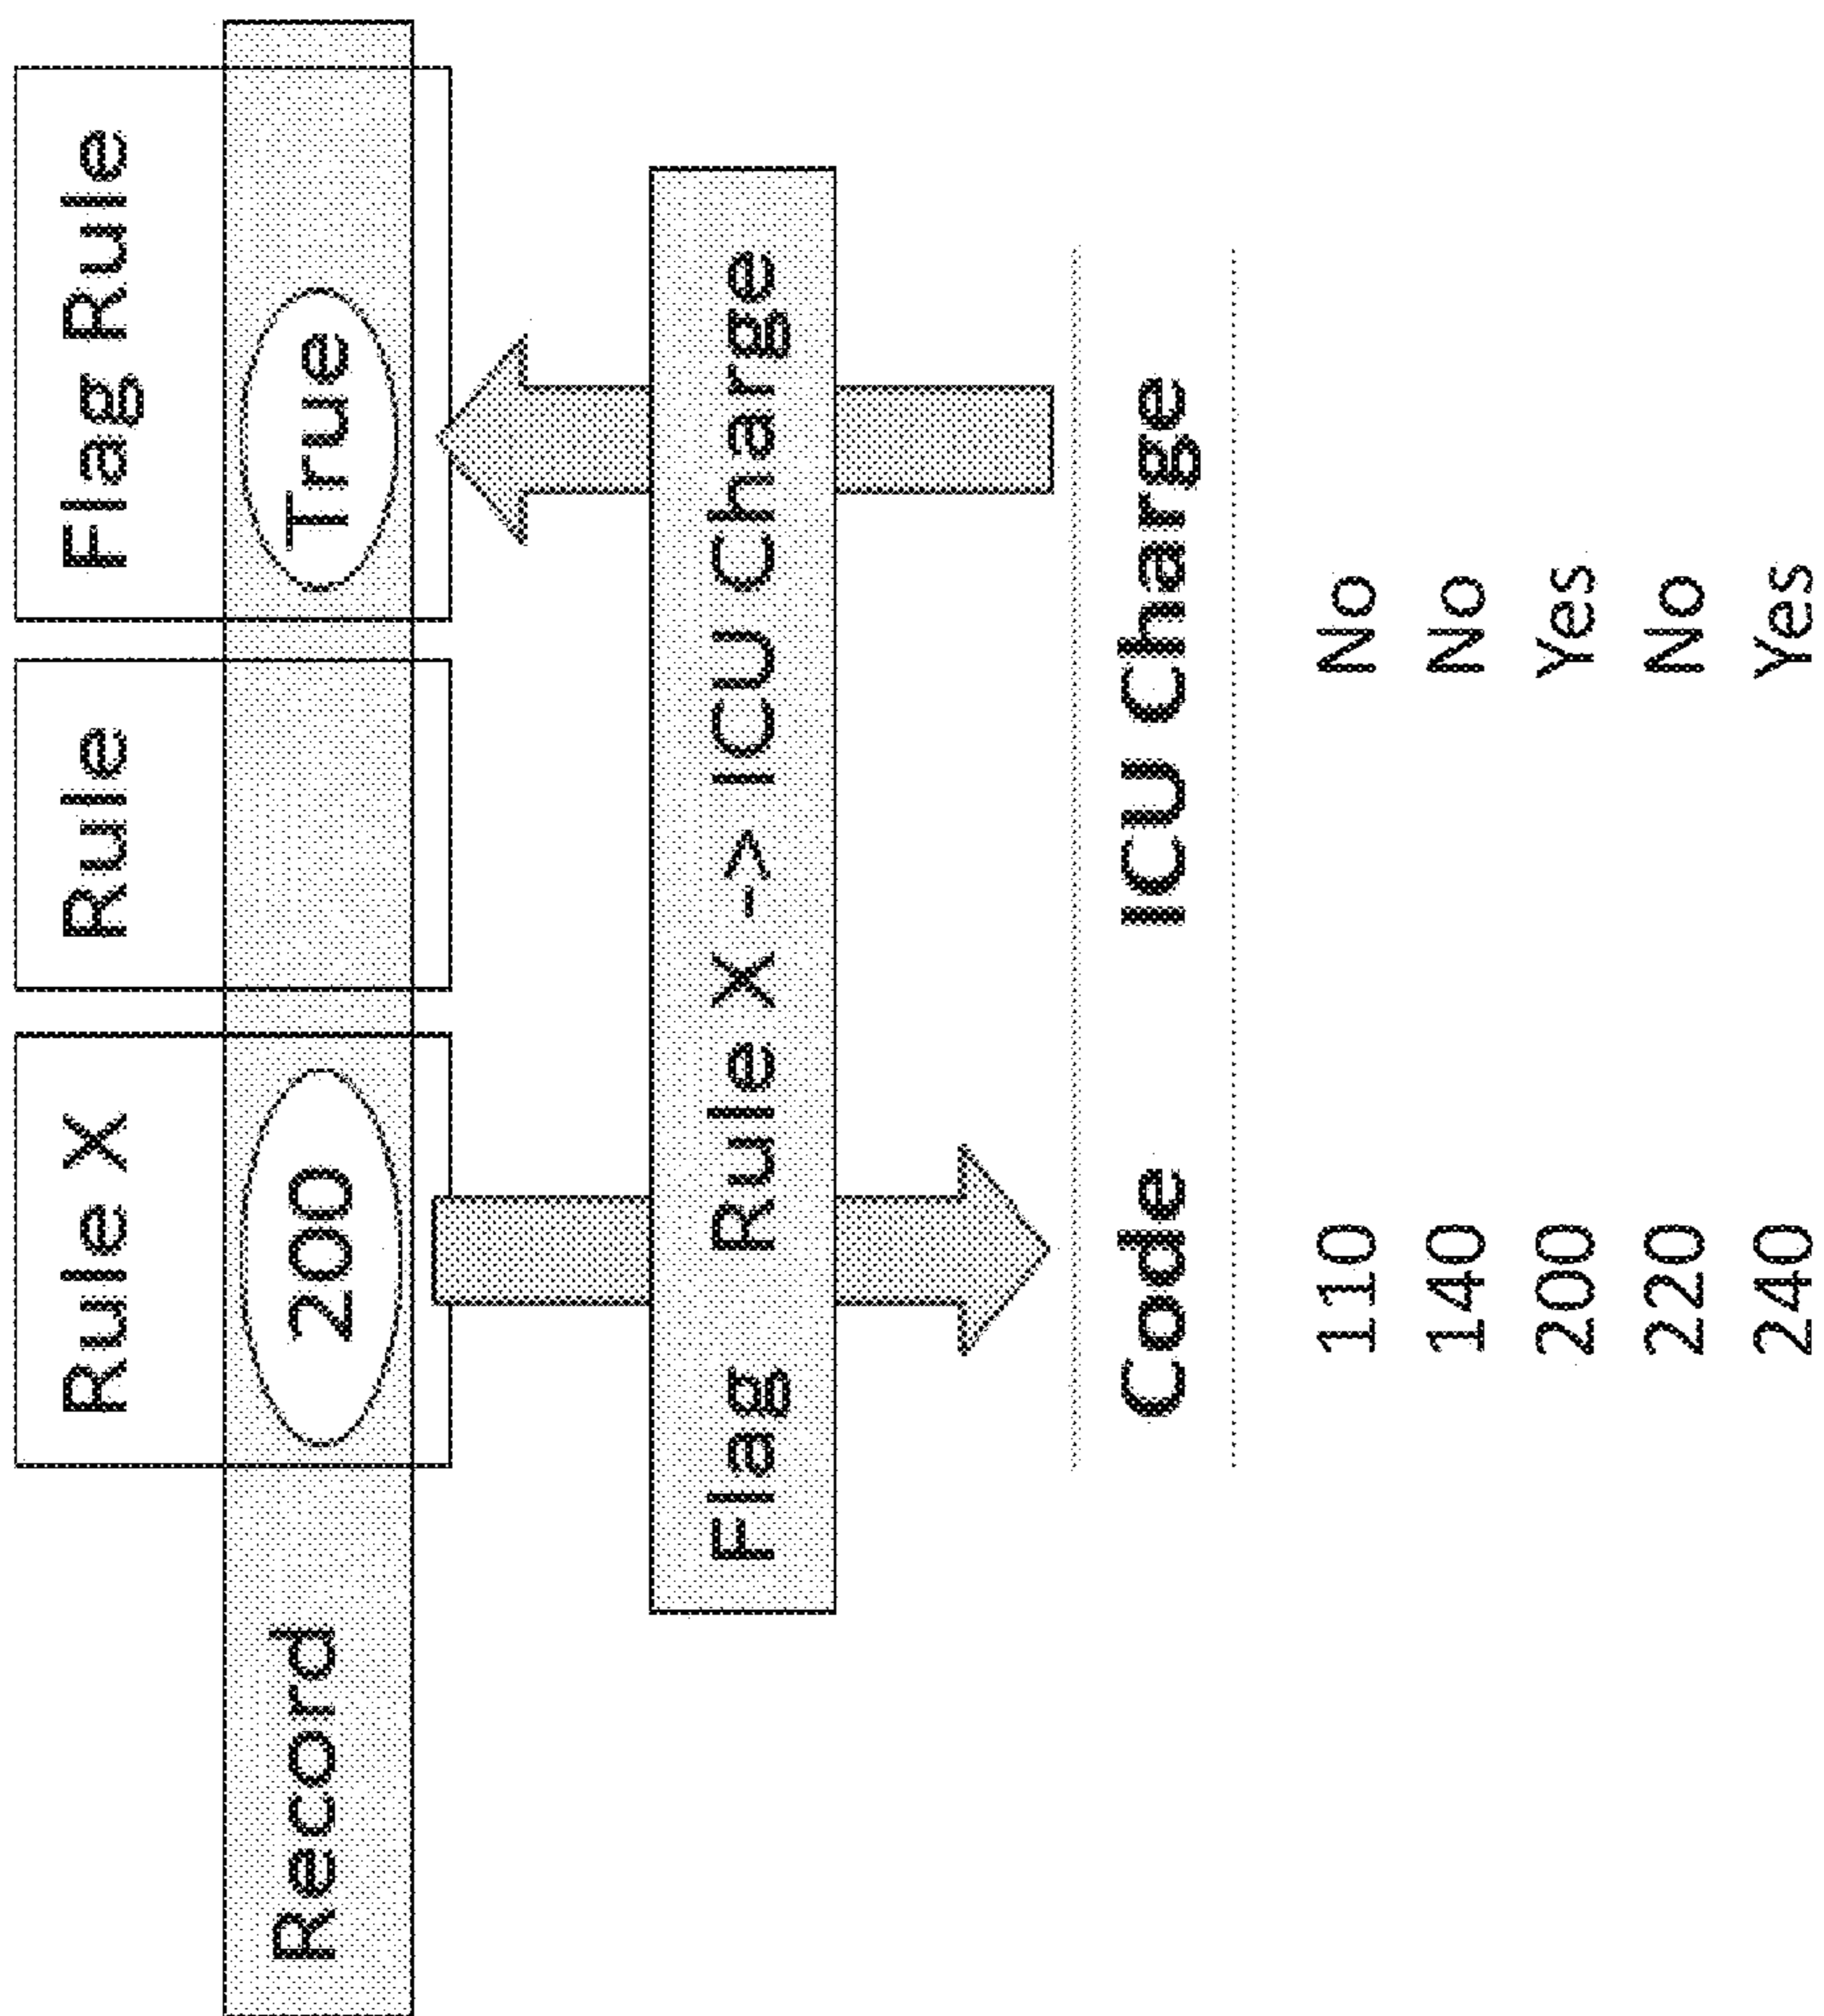 Rule X Rule Flag Rule
Record 200 True
Flag Rule X -> ICU Charge
Code ICU Charge
110 No
140 No
200 Yes
220 No
240 Yes